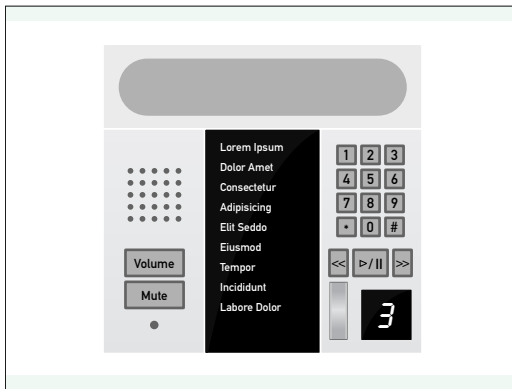 Lorem Ipsum
Dolor Amet
Consectetur
Adipisicing
Elit Seddo
Eiusmod
Tempor
Incididunt
Labore Dolor
Volume
Mute
1 2 3
4 5 6
7 8 9
• 0 #
<< ▷/II >>
3